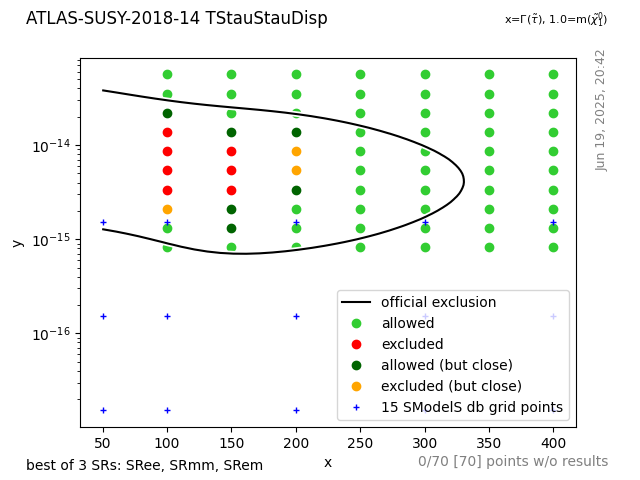 ATLAS-SUSY-2018-14 TStauStauDisp
x=Γ(τ̃), 1.0=m(χ̃₁⁰)
Jun 19, 2025, 20:42
10⁻¹⁴
10⁻¹⁵
10⁻¹⁶
y
official exclusion
allowed
excluded
allowed (but close)
excluded (but close)
15 SModelS db grid points
50 100 150 200 250 300 350 400
x
best of 3 SRs: SRee, SRmm, SRem
0/70 [70] points w/o results